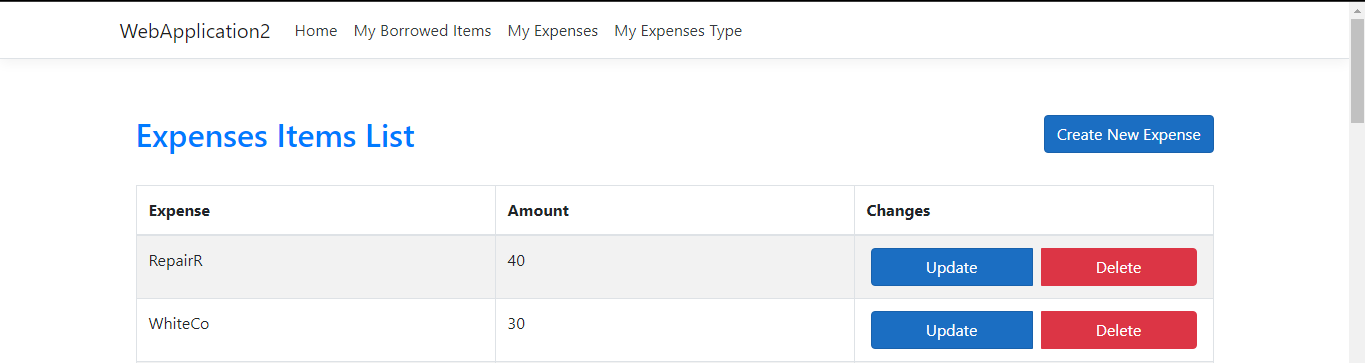 WebApplication2 Home My Borrowed Items My Expenses My Expenses Type
Expenses Items List Create New Expense
Expense Amount Changes
RepairR 40 Update Delete
WhiteCo 30 Update Delete